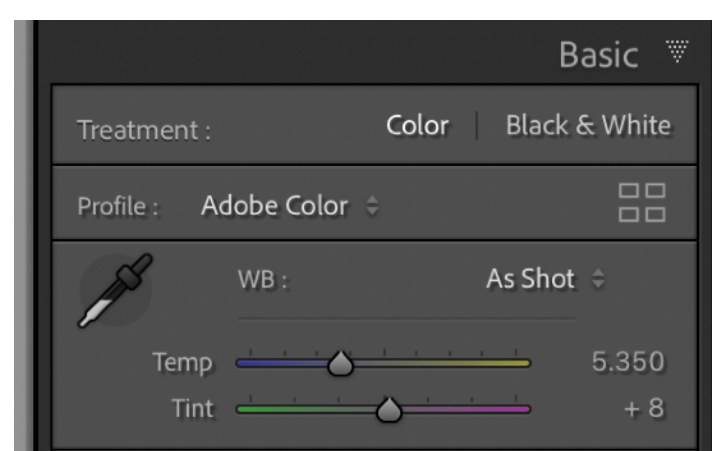 Basic
Treatment : Color | Black & White
Profile : Adobe Color
WB : As Shot
Temp 5.350
Tint + 8